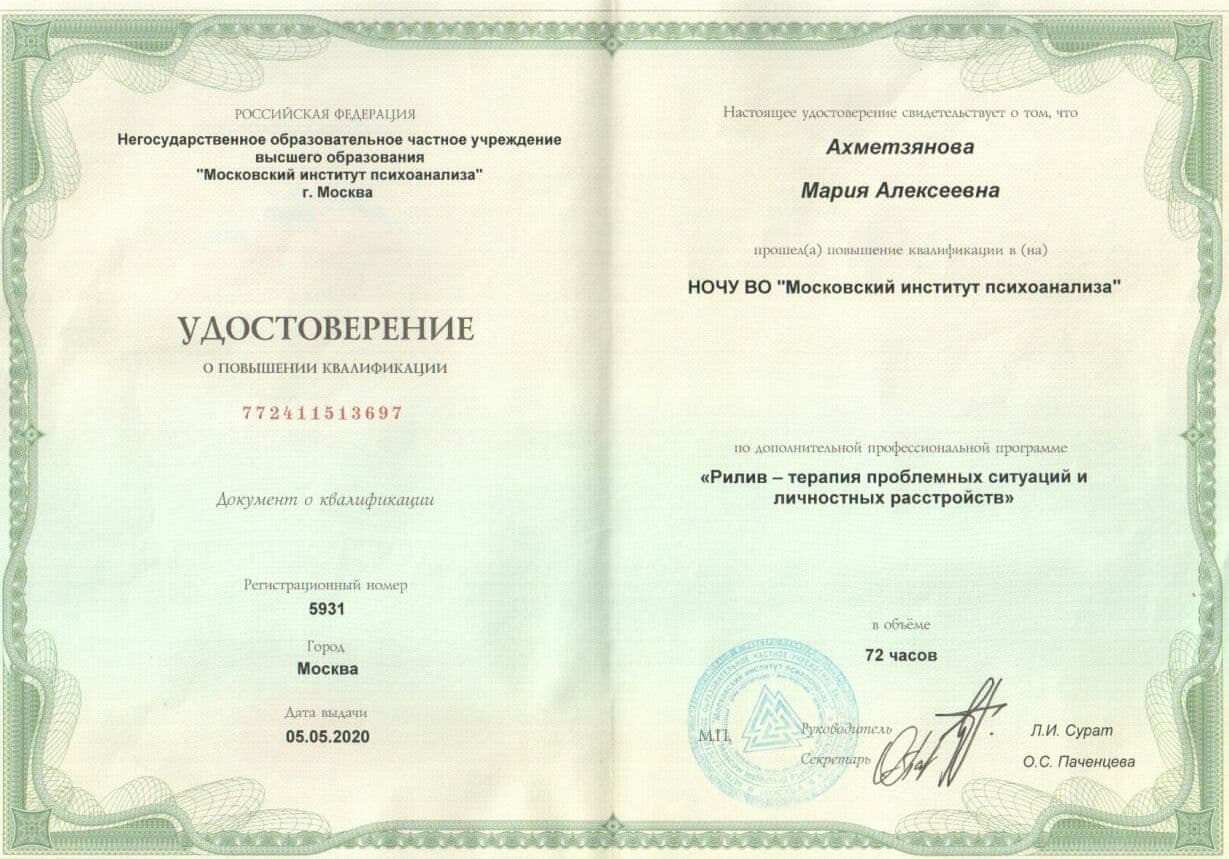 РОССИЙСКАЯ ФЕДЕРАЦИЯ
Негосударственное образовательное частное учреждение
высшего образования
"Московский институт психоанализа"
г. Москва
УДОСТОВЕРЕНИЕ
О ПОВЫШЕНИИ КВАЛИФИКАЦИИ
772411513697
Документ о квалификации
Регистрационный номер
5931
Город
Москва
Дата выдачи
05.05.2020
Настоящее удостоверение свидетельствует о том, что
Ахметзянова
Мария Алексеевна
прошел(а) повышение квалификации в (на)
НОЧУ ВО "Московский институт психоанализа"
по дополнительной профессиональной программе
«Рилив – терапия проблемных ситуаций и
личностных расстройств»
в объёме
72 часов
М.П.
Руководитель
Л.И. Сурат
Секретарь
О.С. Паченцева